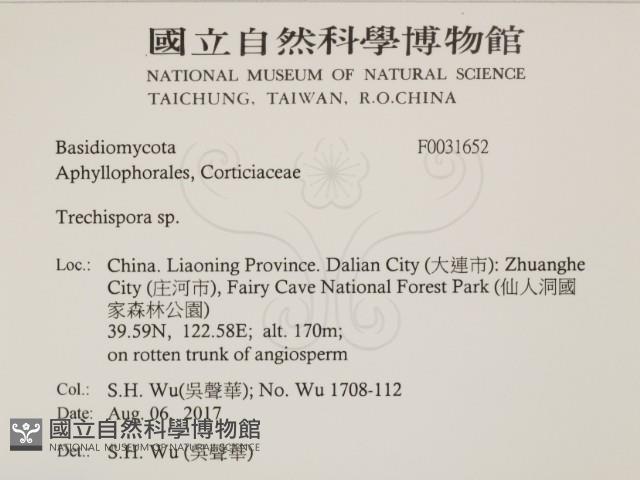 國立自然科學博物館
NATIONAL MUSEUM OF NATURAL SCIENCE
TAICHUNG, TAIWAN, R.O.CHINA
Basidiomycota F0031652
Aphyllophorales, Corticiaceae
Trechispora sp.
Loc.: China. Liaoning Province. Dalian City (大連市): Zhuanghe
City (庄河市), Fairy Cave National Forest Park (仙人洞國
家森林公園)
39.59N, 122.58E; alt. 170m;
on rotten trunk of angiosperm
Col.: S.H. Wu(吳聲華); No. Wu 1708-112
Date: Aug. 06, 2017
國立自然科學博物館
NATIONAL MUSEUM OF NATURAL SCIENCE
Det.: S.H. Wu (吳聲華)